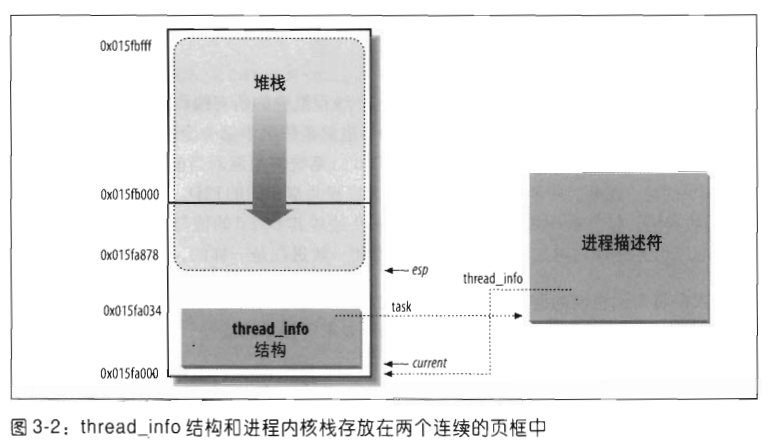 0x015fbfff
堆栈
0x015fb000
进程描述符
0x015fa878
esp
thread_info
0x015fa034
task
thread_info
结构
current
0x015fa000
图 3-2：thread_info 结构和进程内核栈存放在两个连续的页框中